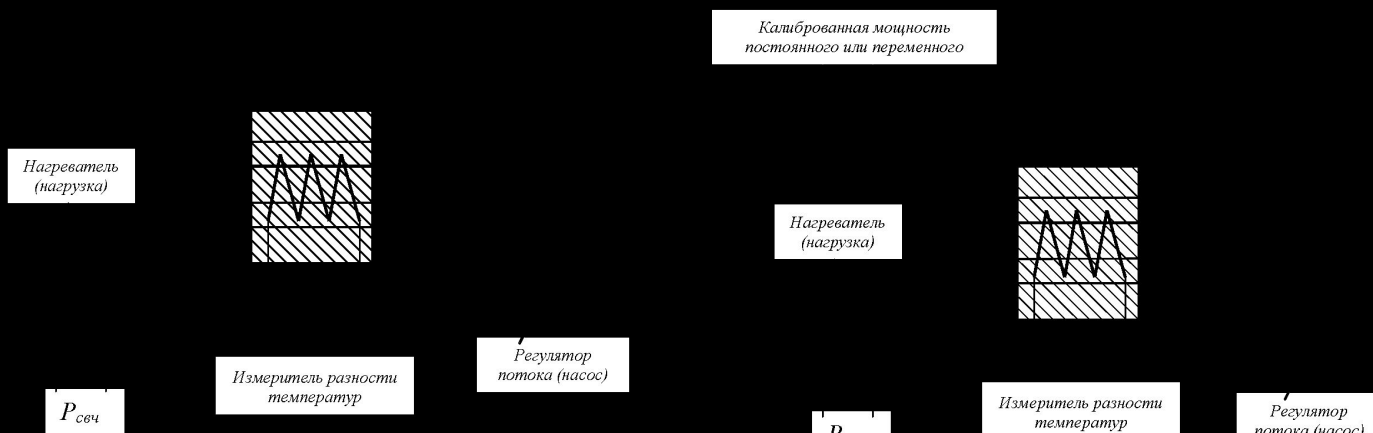 Калиброванная мощность
постоянного или переменного
Нагреватель
(нагрузка)
Нагреватель
(нагрузка)
Регулятор
потока (насос)
Измеритель разности
температур
Pсвч
Измеритель разности
температур
Регулятор
потока (насос)
P